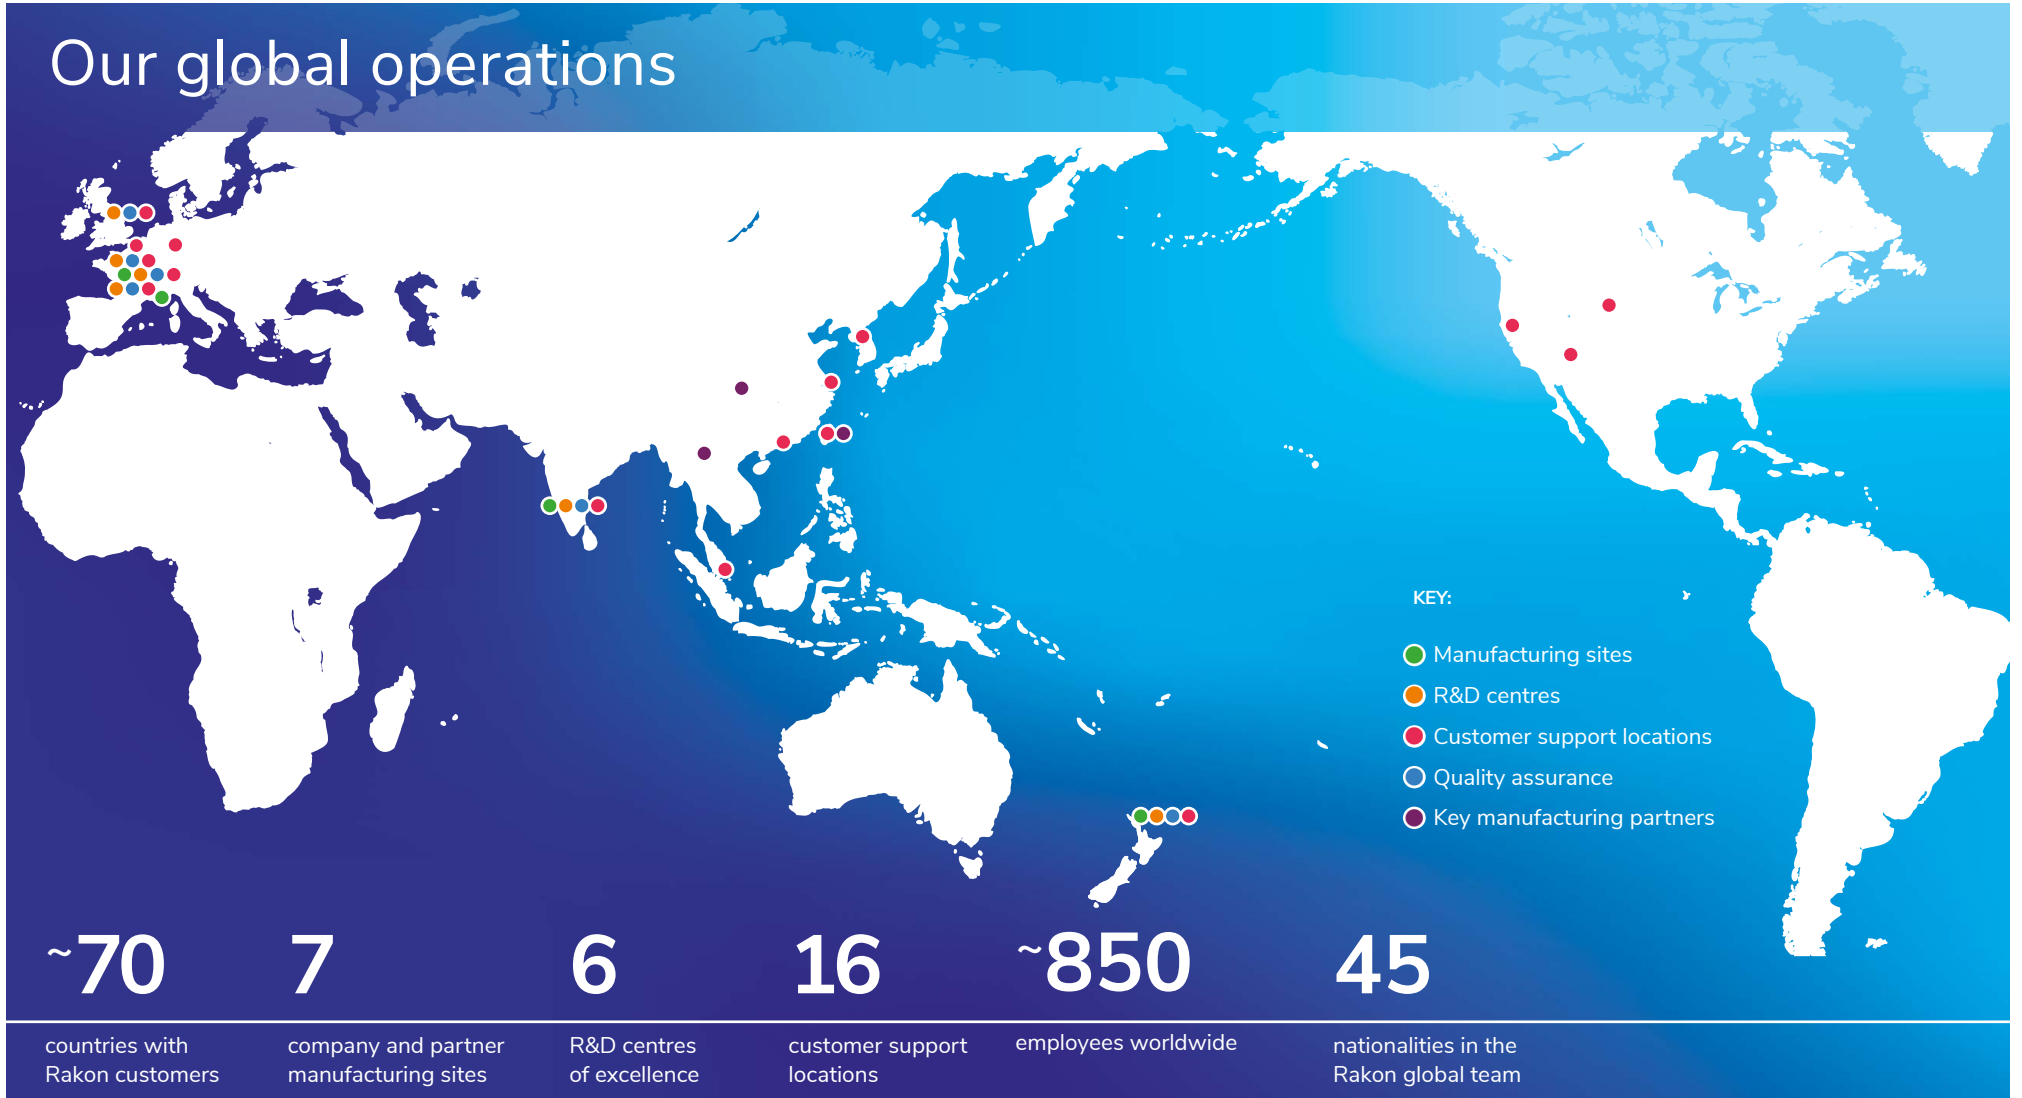 Our global operations
KEY:
Manufacturing sites
R&D centres
Customer support locations
Quality assurance
Key manufacturing partners
~70
countries with
Rakon customers
7
company and partner
manufacturing sites
6
R&D centres
of excellence
16
customer support
locations
~850
employees worldwide
45
nationalities in the
Rakon global team